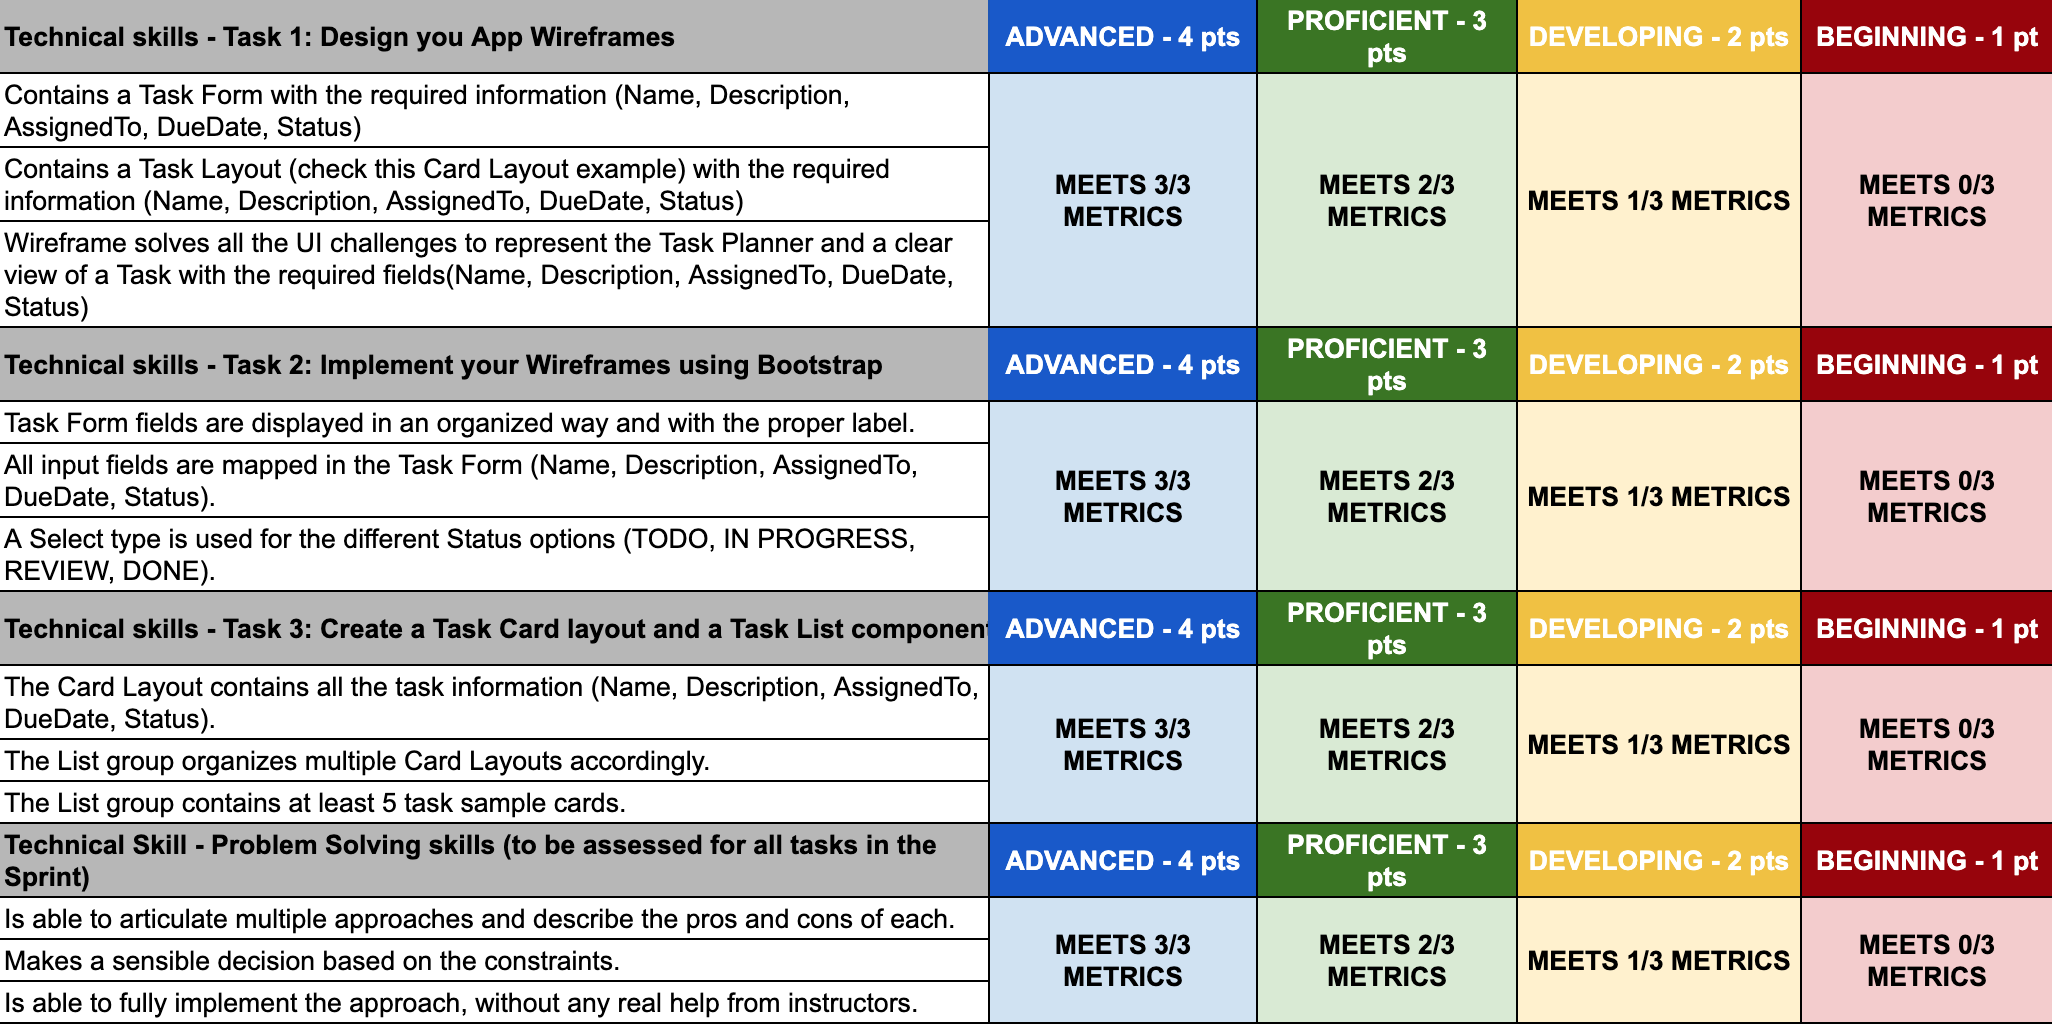 Technical skills - Task 1: Design you App Wireframes
ADVANCED - 4 pts
PROFICIENT - 3
pts
DEVELOPING - 2 pts
BEGINNING - 1 pt
Contains a Task Form with the required information (Name, Description,
AssignedTo, DueDate, Status)
Contains a Task Layout (check this Card Layout example) with the required
information (Name, Description, AssignedTo, DueDate, Status)
Wireframe solves all the UI challenges to represent the Task Planner and a clear
view of a Task with the required fields(Name, Description, AssignedTo, DueDate,
Status)
MEETS 3/3
METRICS
MEETS 2/3
METRICS
MEETS 1/3 METRICS
MEETS 0/3
METRICS
Technical skills - Task 2: Implement your Wireframes using Bootstrap
ADVANCED - 4 pts
PROFICIENT - 3
pts
DEVELOPING - 2 pts
BEGINNING - 1 pt
Task Form fields are displayed in an organized way and with the proper label.
All input fields are mapped in the Task Form (Name, Description, AssignedTo,
DueDate, Status).
A Select type is used for the different Status options (TODO, IN PROGRESS,
REVIEW, DONE).
MEETS 3/3
METRICS
MEETS 2/3
METRICS
MEETS 1/3 METRICS
MEETS 0/3
METRICS
Technical skills - Task 3: Create a Task Card layout and a Task List component
ADVANCED - 4 pts
PROFICIENT - 3
pts
DEVELOPING - 2 pts
BEGINNING - 1 pt
The Card Layout contains all the task information (Name, Description, AssignedTo,
DueDate, Status).
The List group organizes multiple Card Layouts accordingly.
The List group contains at least 5 task sample cards.
MEETS 3/3
METRICS
MEETS 2/3
METRICS
MEETS 1/3 METRICS
MEETS 0/3
METRICS
Technical Skill - Problem Solving skills (to be assessed for all tasks in the
Sprint)
ADVANCED - 4 pts
PROFICIENT - 3
pts
DEVELOPING - 2 pts
BEGINNING - 1 pt
Is able to articulate multiple approaches and describe the pros and cons of each.
Makes a sensible decision based on the constraints.
Is able to fully implement the approach, without any real help from instructors.
MEETS 3/3
METRICS
MEETS 2/3
METRICS
MEETS 1/3 METRICS
MEETS 0/3
METRICS